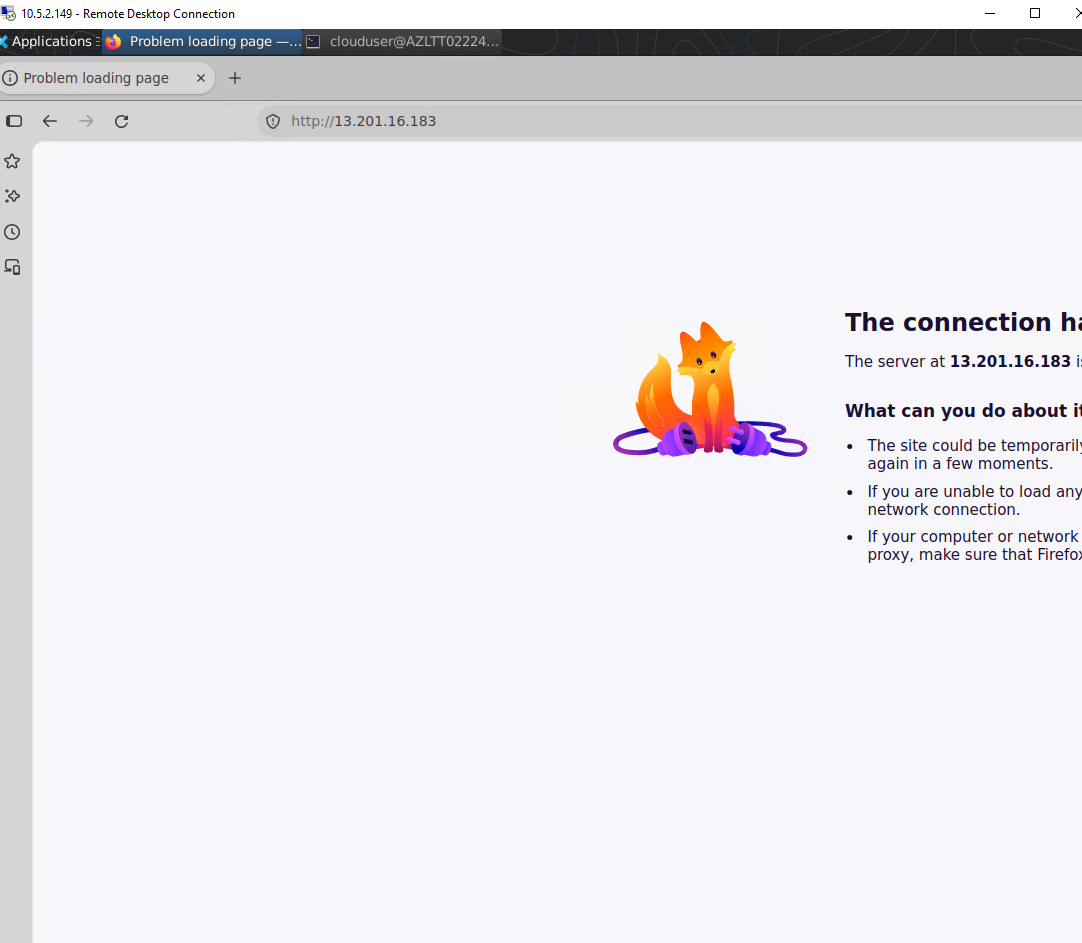 10.5.2.149 - Remote Desktop Connection
Applications
Problem loading page —...
clouduser@AZLTT02224...
Problem loading page
http://13.201.16.183
The connection ha
The server at 13.201.16.183 is
What can you do about it
The site could be temporarily
again in a few moments.
If you are unable to load any
network connection.
If your computer or network
proxy, make sure that Firefox